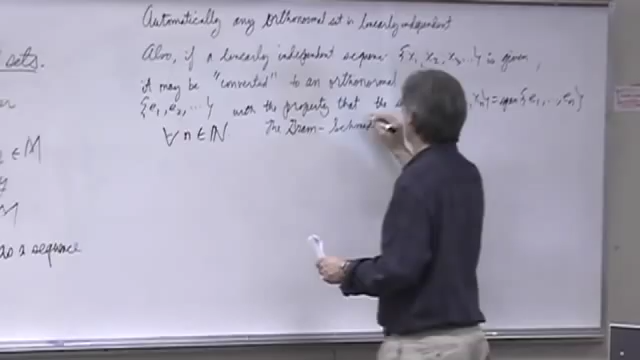 sets.
∈ M
M
as a sequence
Automatically any orthonormal set is linearly independent
Also, if a linearly independent sequence {x₁, x₂, x₃, ...} is given,
it may be "converted" to an orthonormal
{e₁, e₂, ...} with the property that the xₙ} = span {e₁, ..., eₙ}
∀ n ∈ ℕ The Gram-Schmidt